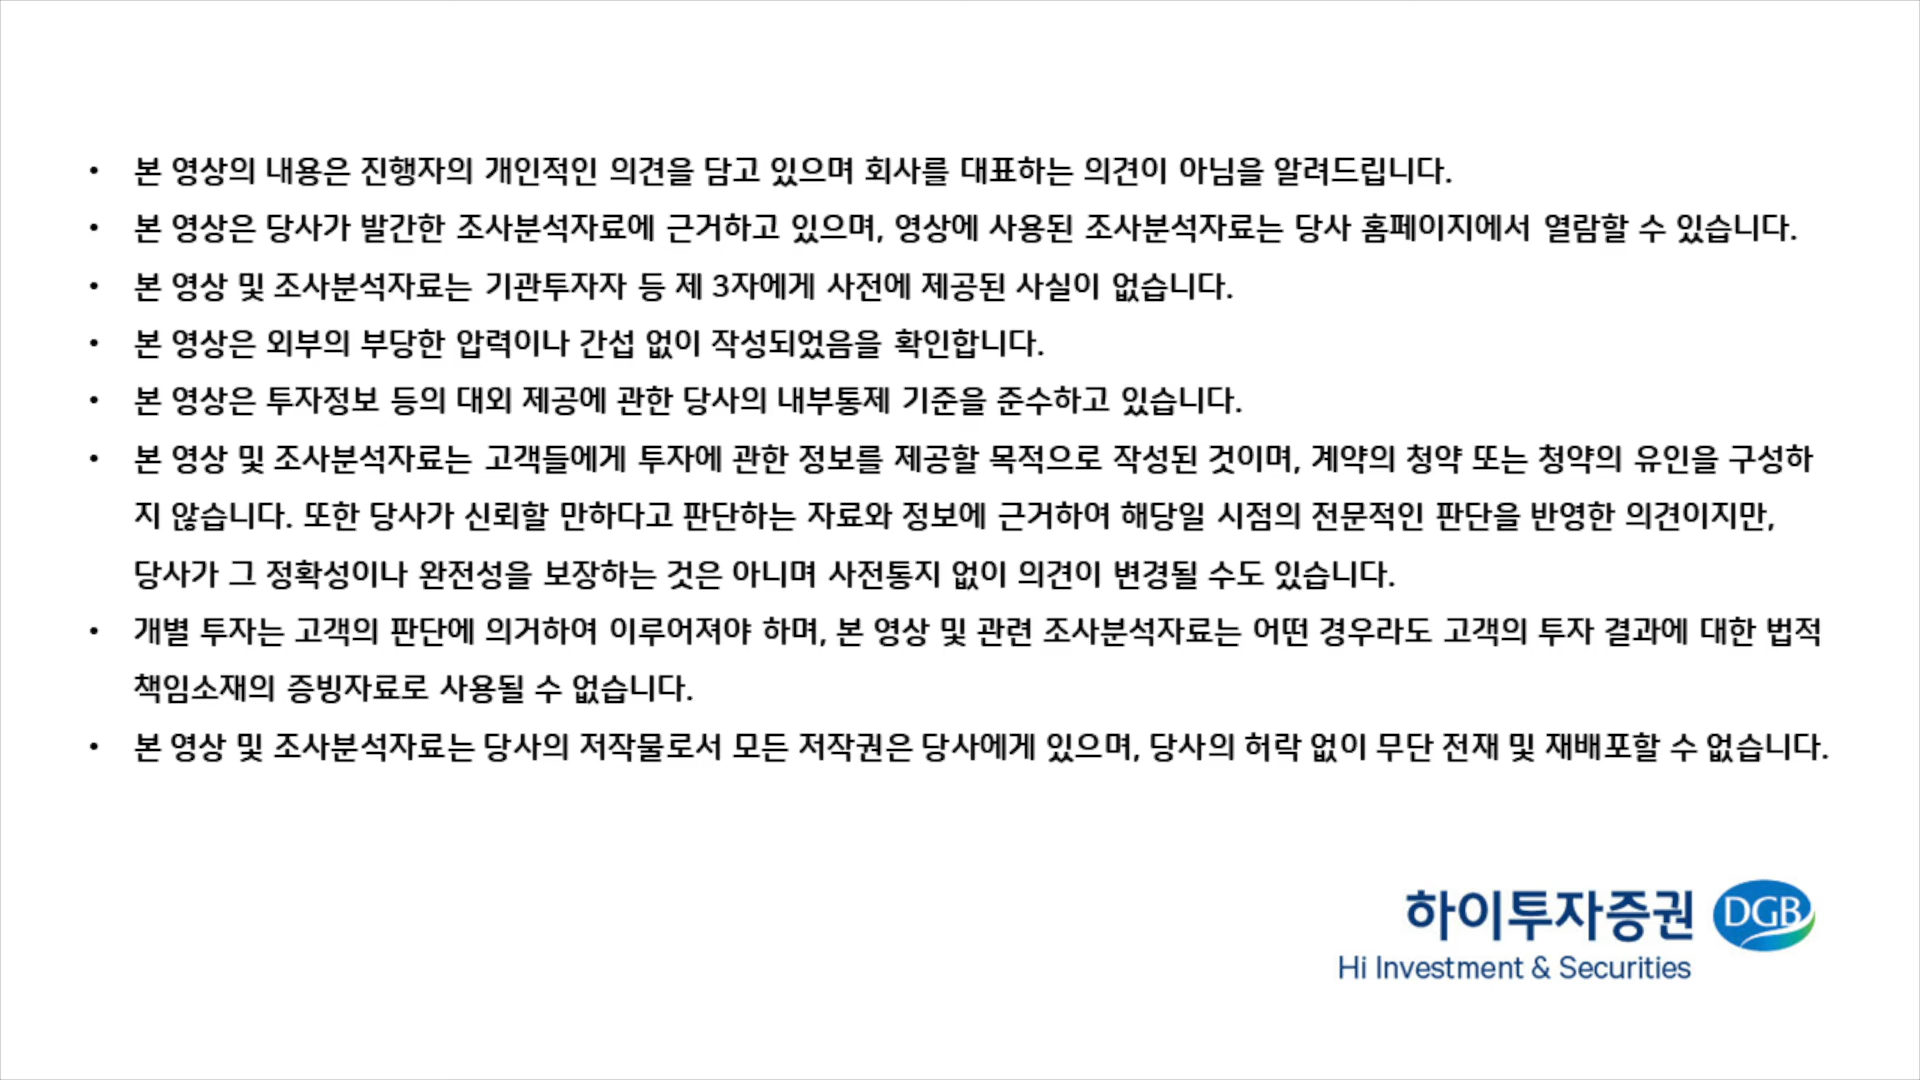 • 본 영상의 내용은 진행자의 개인적인 의견을 담고 있으며 회사를 대표하는 의견이 아님을 알려드립니다.
• 본 영상은 당사가 발간한 조사분석자료에 근거하고 있으며, 영상에 사용된 조사분석자료는 당사 홈페이지에서 열람할 수 있습니다.
• 본 영상 및 조사분석자료는 기관투자자 등 제 3자에게 사전에 제공된 사실이 없습니다.
• 본 영상은 외부의 부당한 압력이나 간섭 없이 작성되었음을 확인합니다.
• 본 영상은 투자정보 등의 대외 제공에 관한 당사의 내부통제 기준을 준수하고 있습니다.
• 본 영상 및 조사분석자료는 고객들에게 투자에 관한 정보를 제공할 목적으로 작성된 것이며, 계약의 청약 또는 청약의 유인을 구성하
지 않습니다. 또한 당사가 신뢰할 만하다고 판단하는 자료와 정보에 근거하여 해당일 시점의 전문적인 판단을 반영한 의견이지만,
당사가 그 정확성이나 완전성을 보장하는 것은 아니며 사전통지 없이 의견이 변경될 수도 있습니다.
• 개별 투자는 고객의 판단에 의거하여 이루어져야 하며, 본 영상 및 관련 조사분석자료는 어떤 경우라도 고객의 투자 결과에 대한 법적
책임소재의 증빙자료로 사용될 수 없습니다.
• 본 영상 및 조사분석자료는 당사의 저작물로서 모든 저작권은 당사에게 있으며, 당사의 허락 없이 무단 전재 및 재배포할 수 없습니다.
하이투자증권 DGB
Hi Investment & Securities